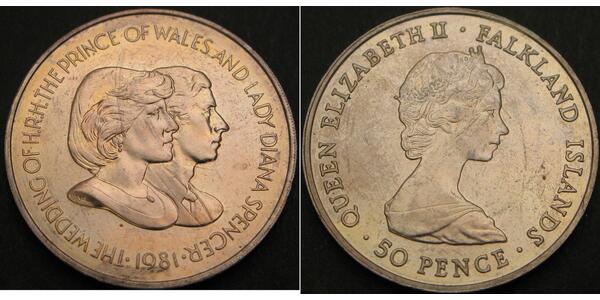 THE WEDDING OF H.R.H. THE PRINCE OF WALES AND LADY DIANA SPENCER
· 1981 ·
QUEEN ELIZABETH II · FALKLAND ISLANDS
· 50 PENCE ·